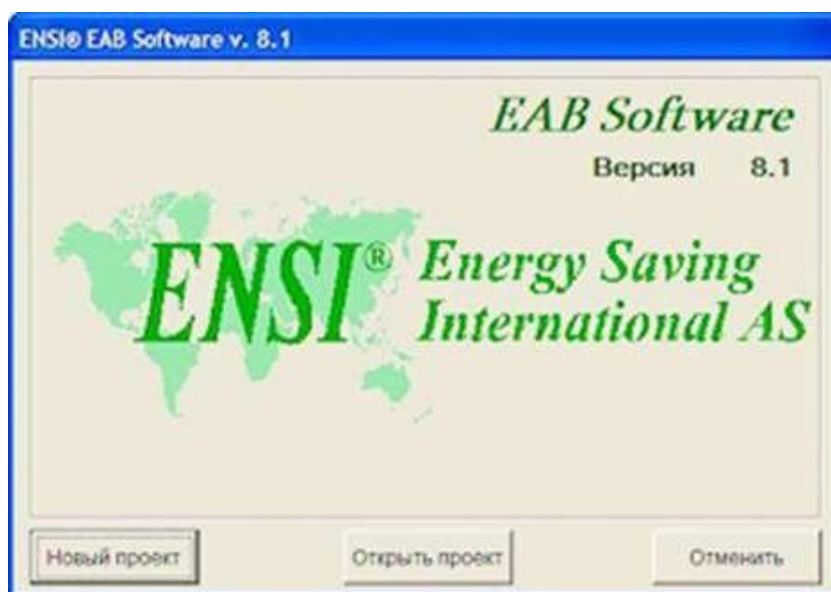 ENSI® EAB Software v. 8.1
EAB Software
Версия 8.1
ENSI® Energy Saving
International AS
Новый проект Открыть проект Отменить